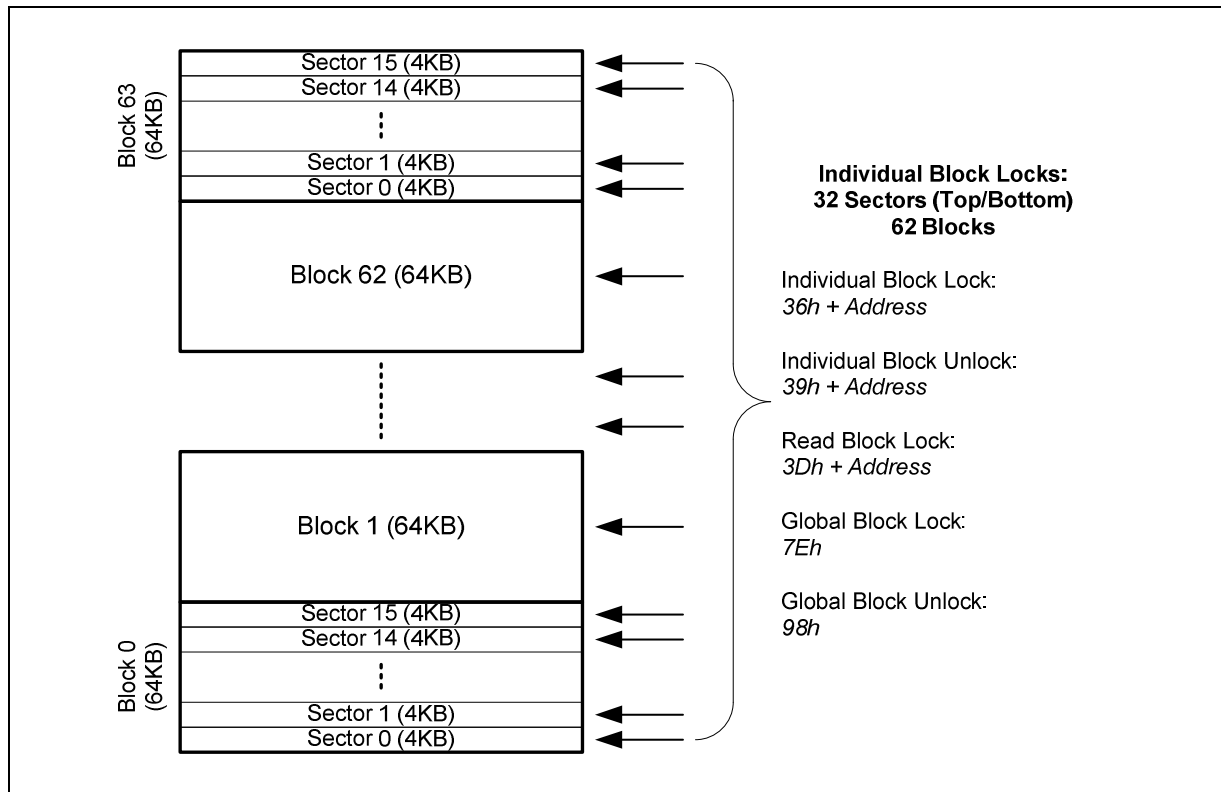 Block 63
(64KB)
Sector 15 (4KB)
Sector 14 (4KB)
Sector 1 (4KB)
Sector 0 (4KB)
Block 62 (64KB)
Block 1 (64KB)
Block 0
(64KB)
Sector 15 (4KB)
Sector 14 (4KB)
Sector 1 (4KB)
Sector 0 (4KB)
Individual Block Locks:
32 Sectors (Top/Bottom)
62 Blocks
Individual Block Lock:
36h + Address
Individual Block Unlock:
39h + Address
Read Block Lock:
3Dh + Address
Global Block Lock:
7Eh
Global Block Unlock:
98h